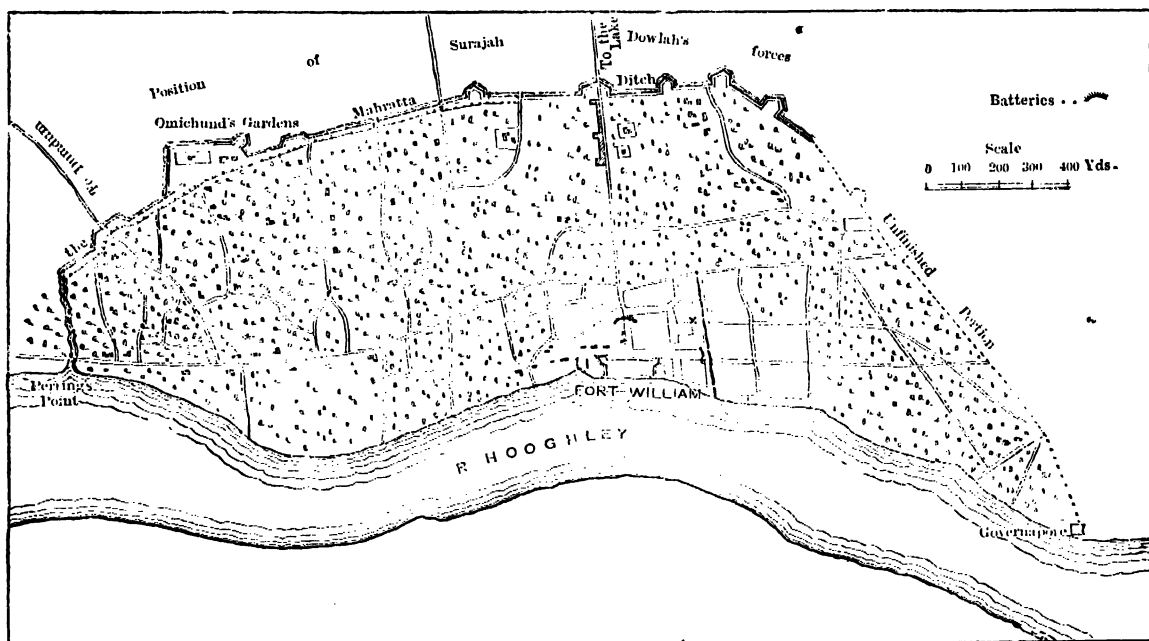 Position of Surajah Dowlah's forces
To the Lake
the Mahratta Ditch
Omichund's Gardens
To Dumdum
Batteries . .
Scale
0 100 200 300 400 Yds.
Unfinished Portion
Perring's
Point
FORT WILLIAM
R HOOGHLEY
Governapore